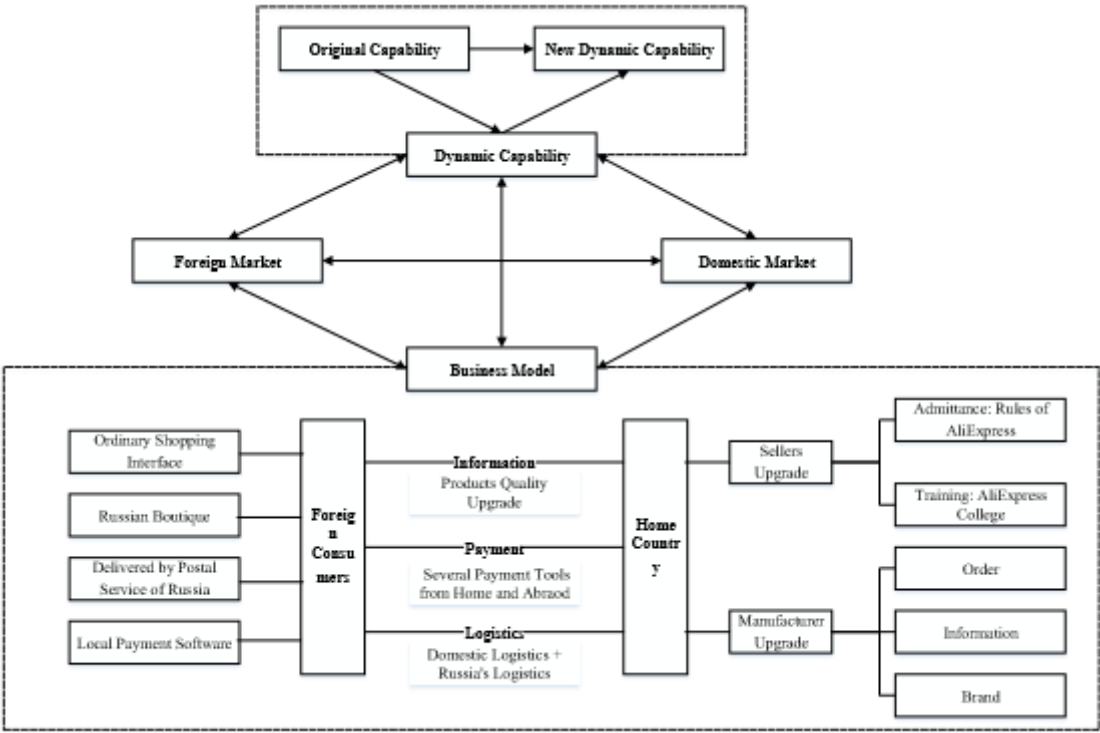 Original Capability
New Dynamic Capability
Dynamic Capability
Foreign Market
Domestic Market
Business Model
Ordinary Shopping
Interface
Russian Boutique
Delivered by Postal
Service of Russia
Local Payment Software
Foreig
n
Consu
mers
Information
Products Quality
Upgrade
Payment
Several Payment Tools
from Home and Abraod
Logistics
Domestic Logistics +
Russia's Logistics
Home
Countr
y
Sellers
Upgrade
Manufacturer
Upgrade
Admittance: Rules of
AliExpress
Training: AliExpress
College
Order
Information
Brand